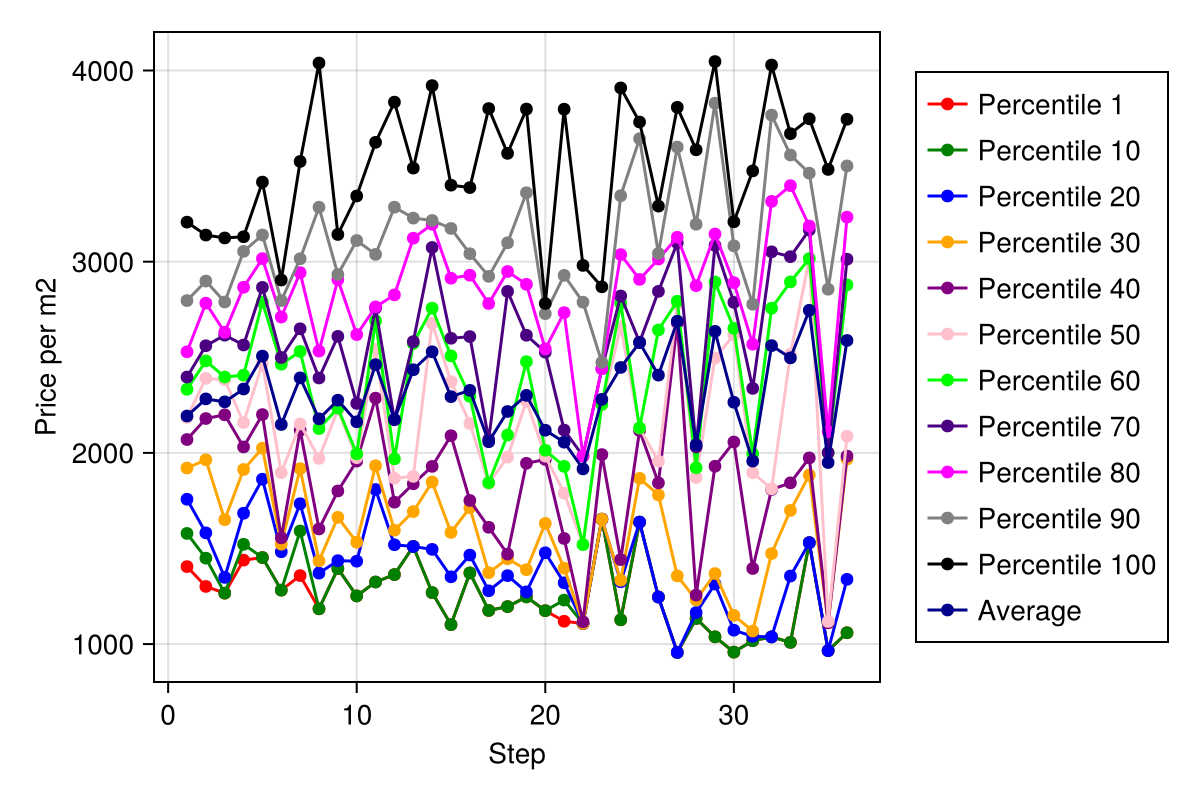 4000
3000
2000
1000
Price per m2
0 10 20 30
Step
Percentile 1
Percentile 10
Percentile 20
Percentile 30
Percentile 40
Percentile 50
Percentile 60
Percentile 70
Percentile 80
Percentile 90
Percentile 100
Average